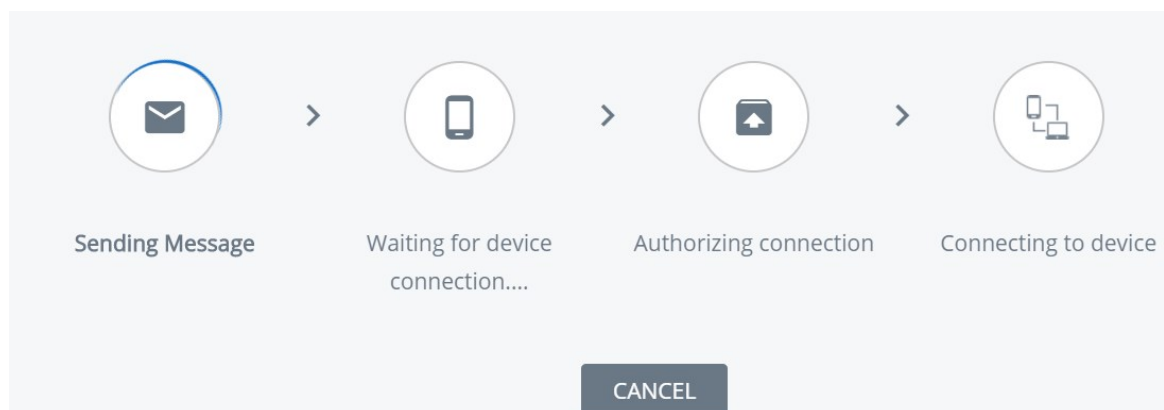 Sending Message
Waiting for device
connection....
Authorizing connection
Connecting to device
CANCEL